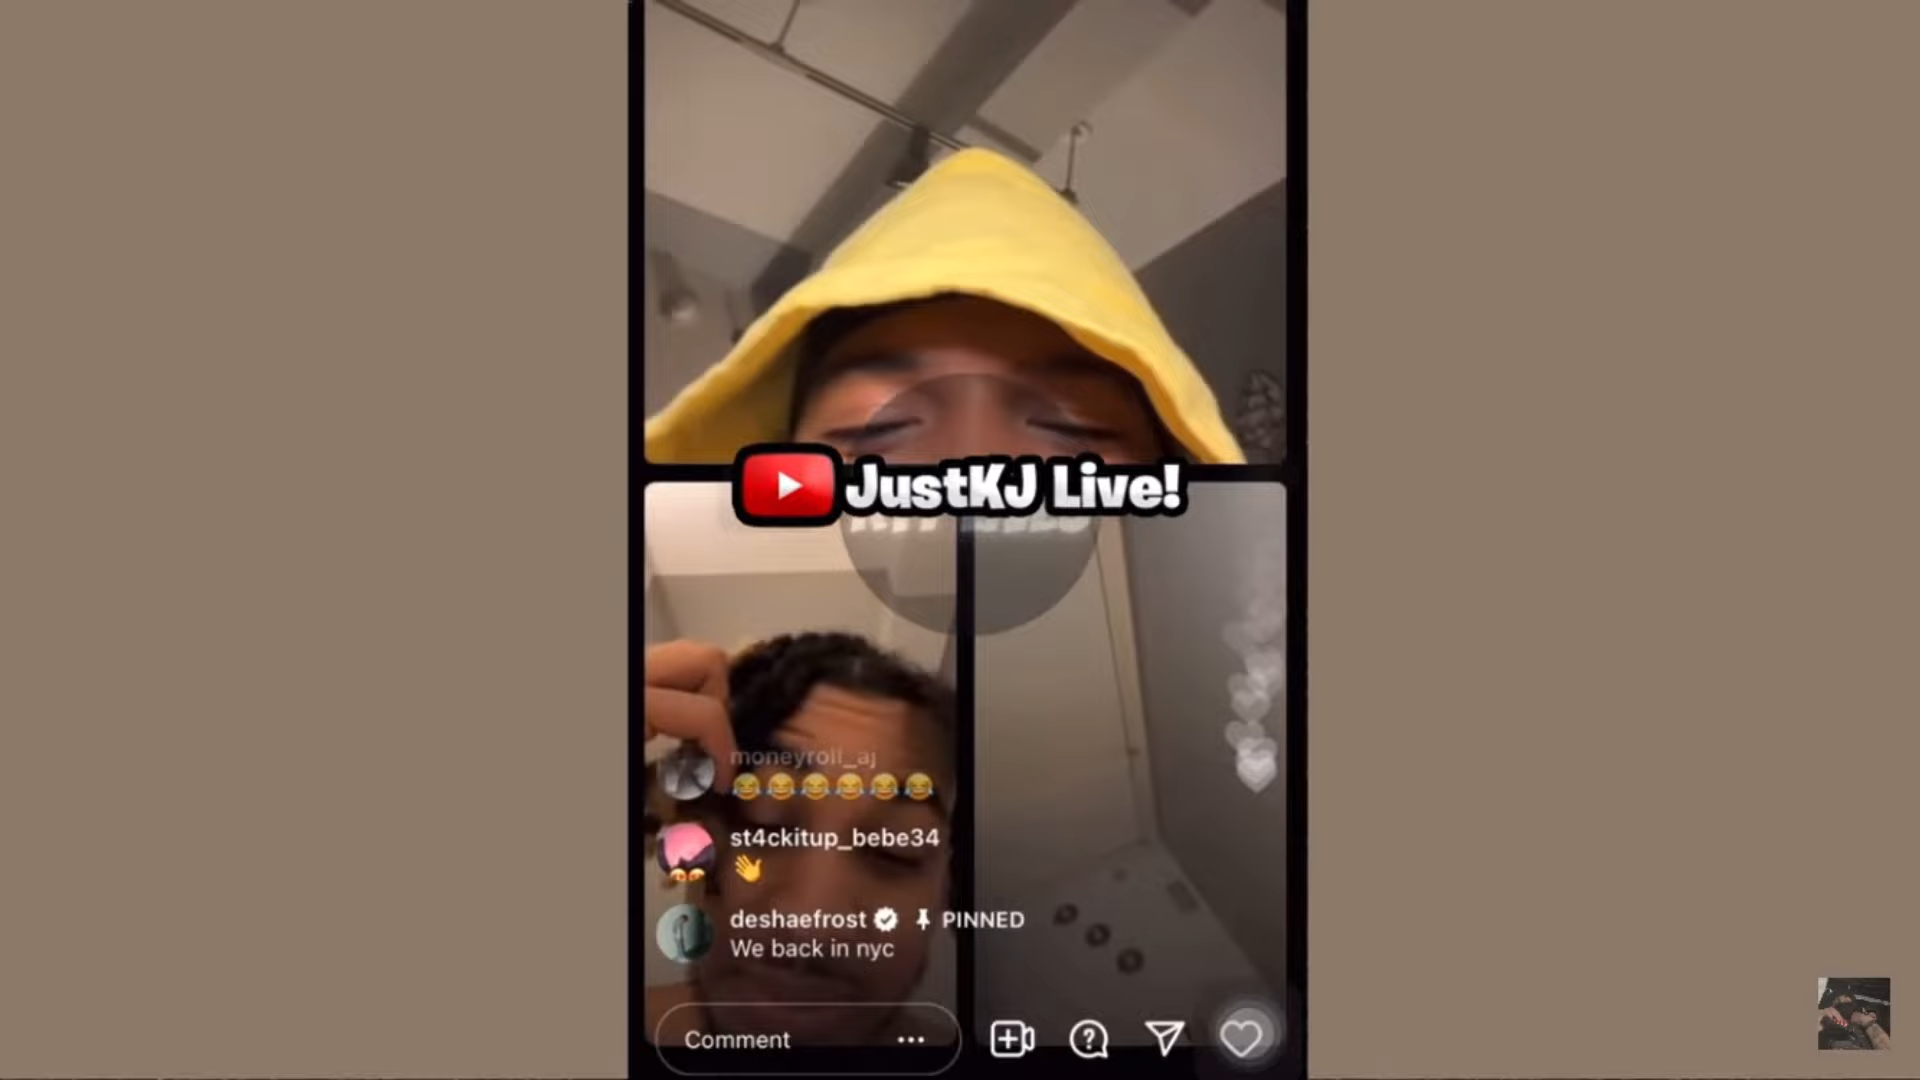 JustKJ Live!
moneyroll_aj
😂😂😂😂😂😂
st4ckitup_bebe34
👋
deshaefrost 📌 PINNED
We back in nyc
Comment